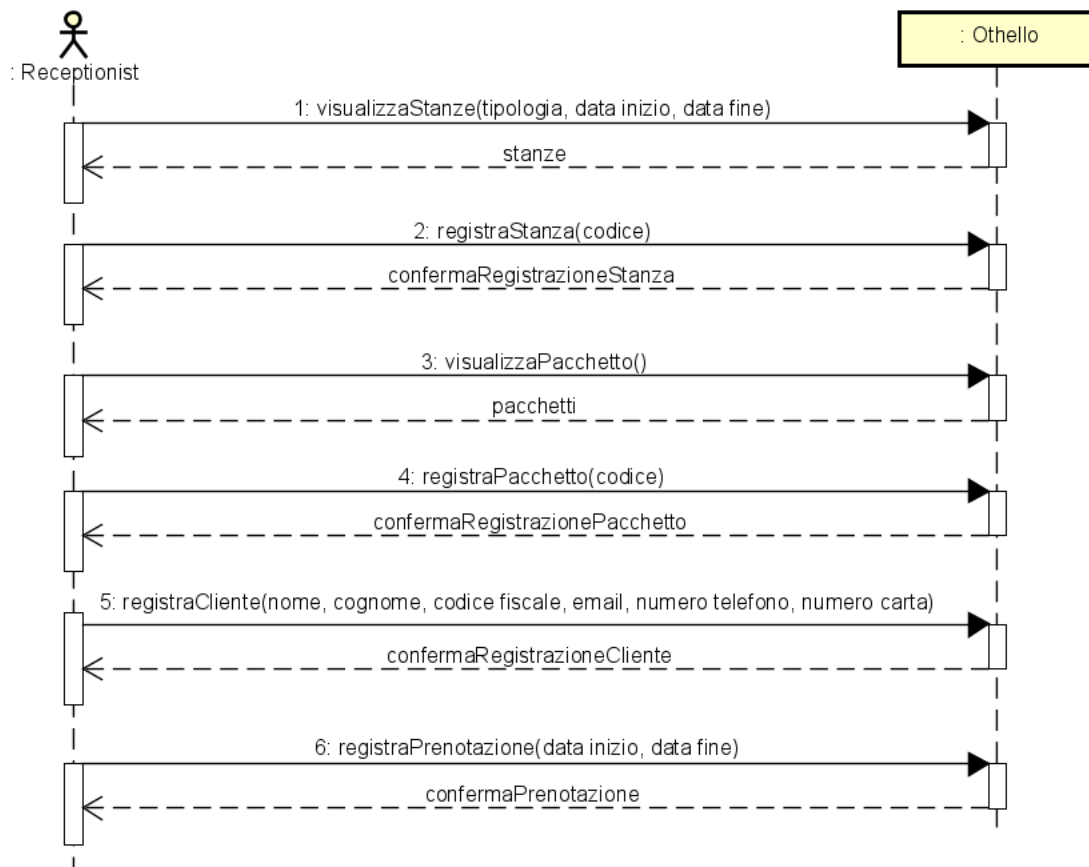 : Receptionist
: Othello
1: visualizzaStanze(tipologia, data inizio, data fine)
stanze
2: registraStanza(codice)
confermaRegistrazioneStanza
3: visualizzaPacchetto()
pacchetti
4: registraPacchetto(codice)
confermaRegistrazionePacchetto
5: registraCliente(nome, cognome, codice fiscale, email, numero telefono, numero carta)
confermaRegistrazioneCliente
6: registraPrenotazione(data inizio, data fine)
confermaPrenotazione